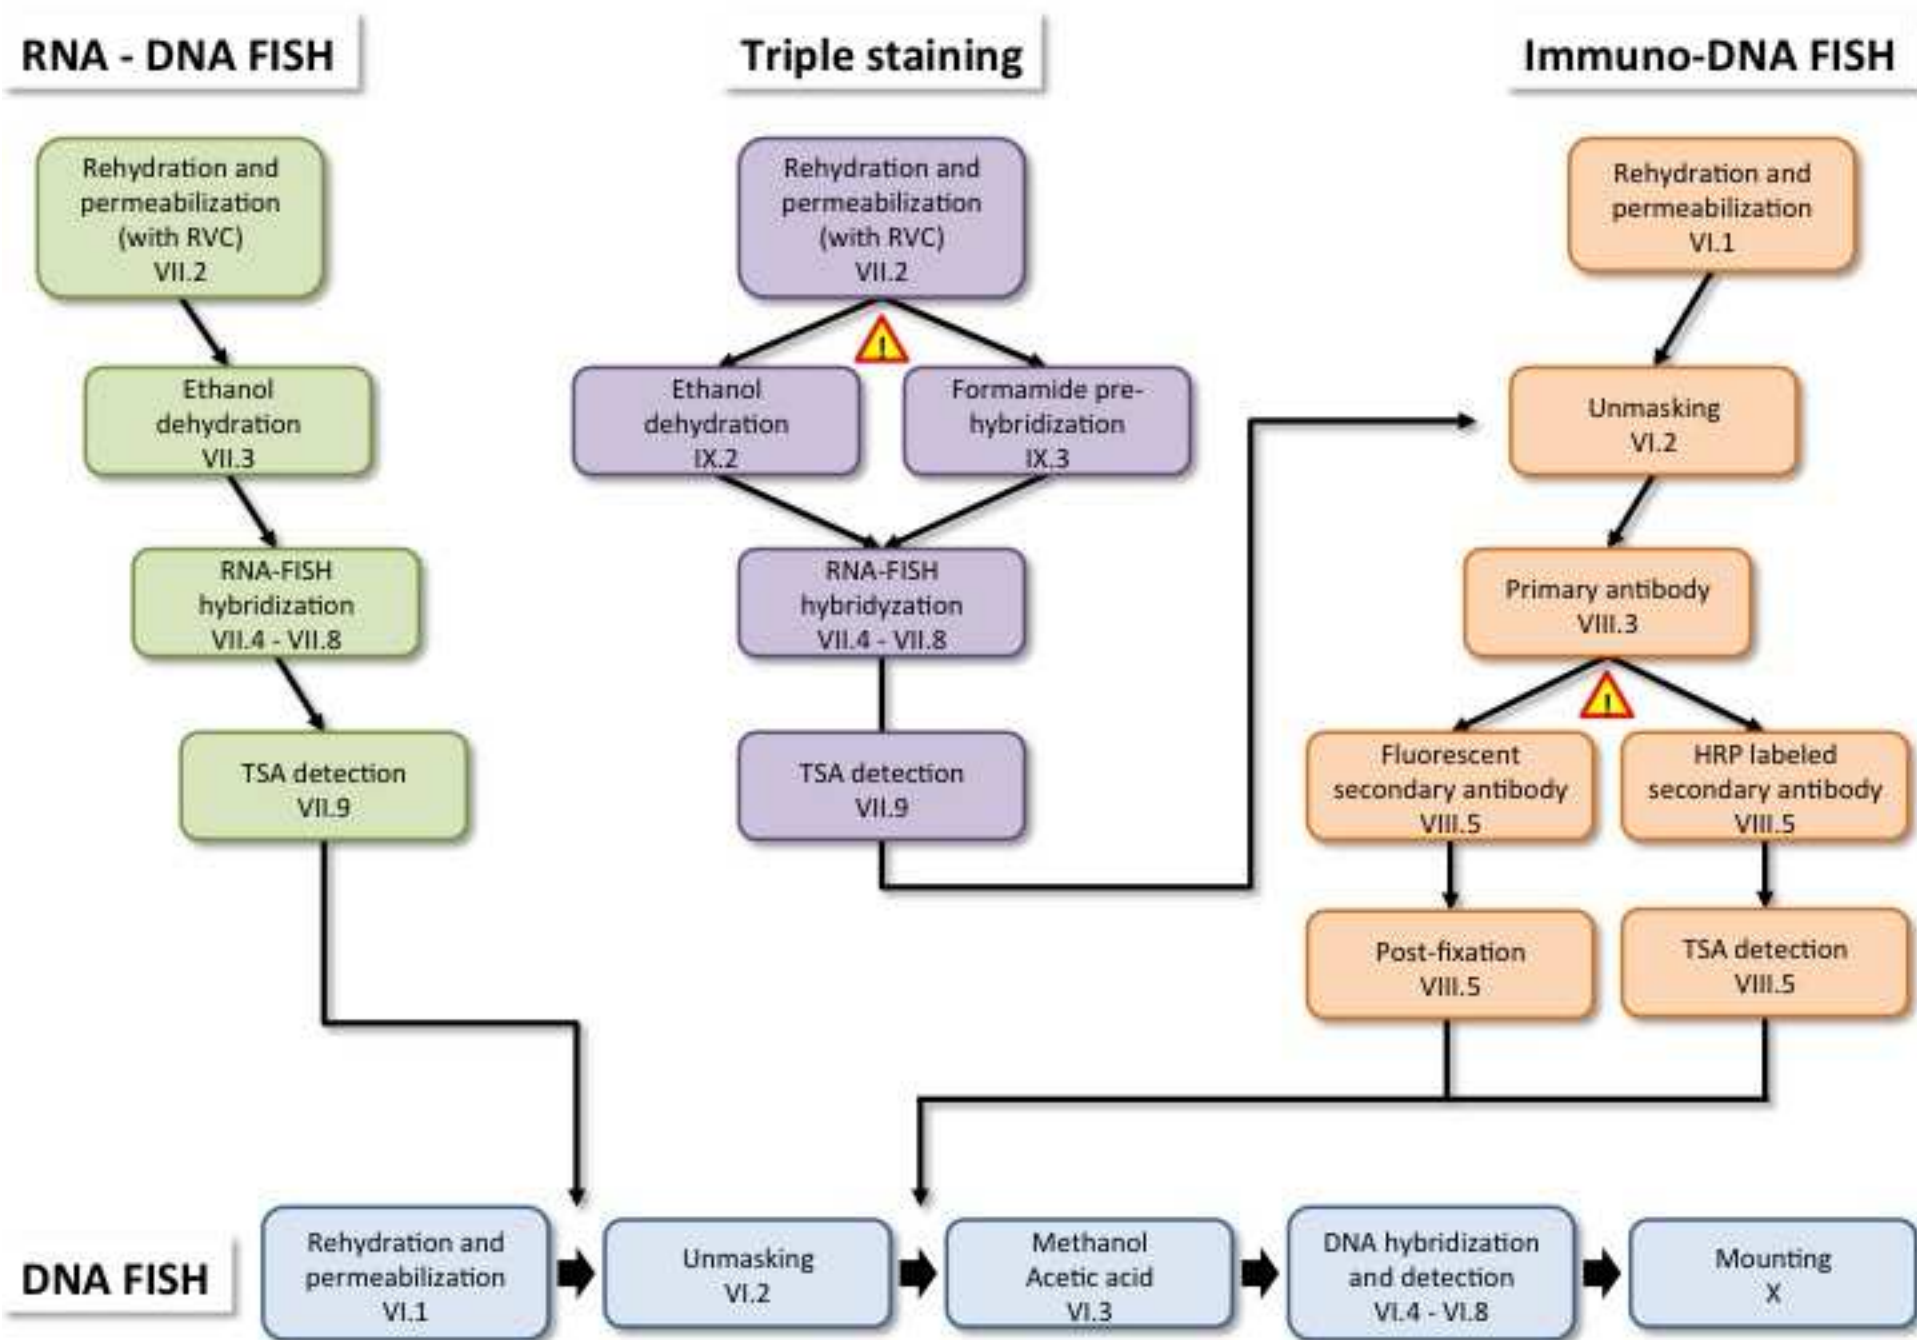 RNA - DNA FISH
Rehydration and
permeabilization
(with RVC)
VII.2
Ethanol
dehydration
VII.3
RNA-FISH
hybridization
VII.4 - VII.8
TSA detection
VII.9
Triple staining
Rehydration and
permeabilization
(with RVC)
VII.2
!
Ethanol
dehydration
IX.2
Formamide pre-
hybridization
IX.3
RNA-FISH
hybridyzation
VII.4 - VII.8
TSA detection
VII.9
Immuno-DNA FISH
Rehydration and
permeabilization
VI.1
Unmasking
VI.2
Primary antibody
VIII.3
!
Fluorescent
secondary antibody
VIII.5
HRP labeled
secondary antibody
VIII.5
Post-fixation
VIII.5
TSA detection
VIII.5
DNA FISH
Rehydration and
permeabilization
VI.1
Unmasking
VI.2
Methanol
Acetic acid
VI.3
DNA hybridization
and detection
VI.4 - VI.8
Mounting
X